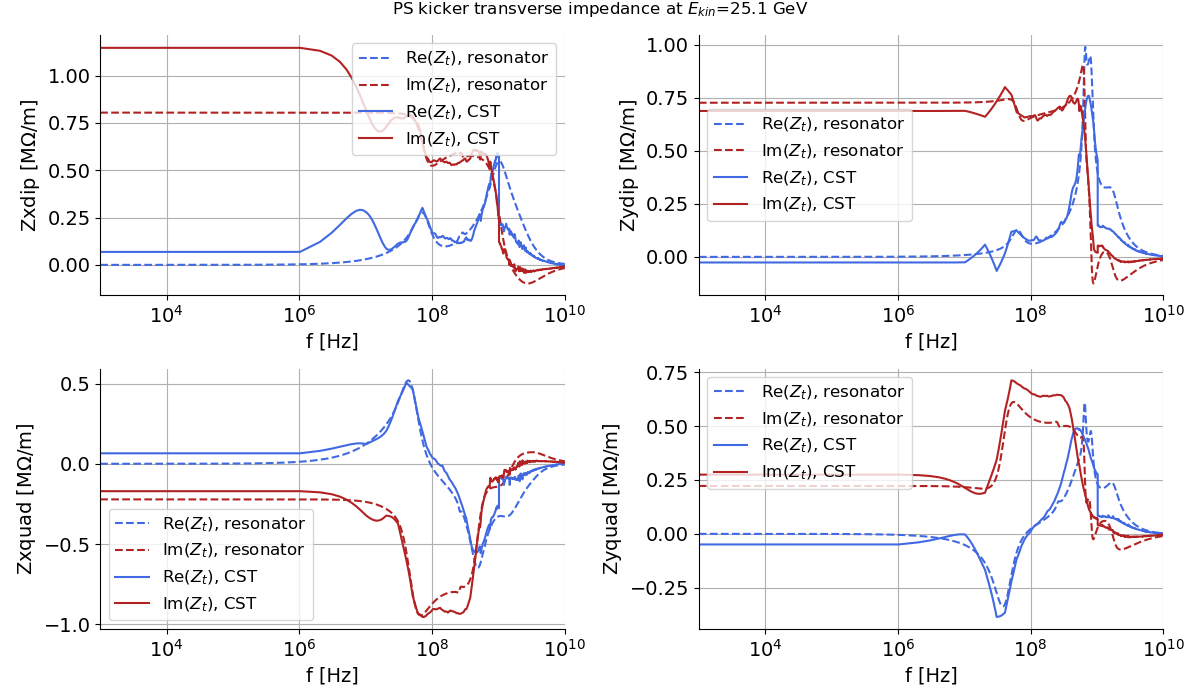 PS kicker transverse impedance at $E_{kin}$=25.1 GeV
Zxdip [MΩ/m]
1.00
0.75
0.50
0.25
0.00
Re($Z_t$), resonator
Im($Z_t$), resonator
Re($Z_t$), CST
Im($Z_t$), CST
10^4
10^6
10^8
10^10
f [Hz]
Zydip [MΩ/m]
1.00
0.75
0.50
0.25
0.00
Re($Z_t$), resonator
Im($Z_t$), resonator
Re($Z_t$), CST
Im($Z_t$), CST
10^4
10^6
10^8
10^10
f [Hz]
Zxquad [MΩ/m]
0.5
0.0
−0.5
−1.0
Re($Z_t$), resonator
Im($Z_t$), resonator
Re($Z_t$), CST
Im($Z_t$), CST
10^4
10^6
10^8
10^10
f [Hz]
Zyquad [MΩ/m]
0.75
0.50
0.25
0.00
−0.25
Re($Z_t$), resonator
Im($Z_t$), resonator
Re($Z_t$), CST
Im($Z_t$), CST
10^4
10^6
10^8
10^10
f [Hz]